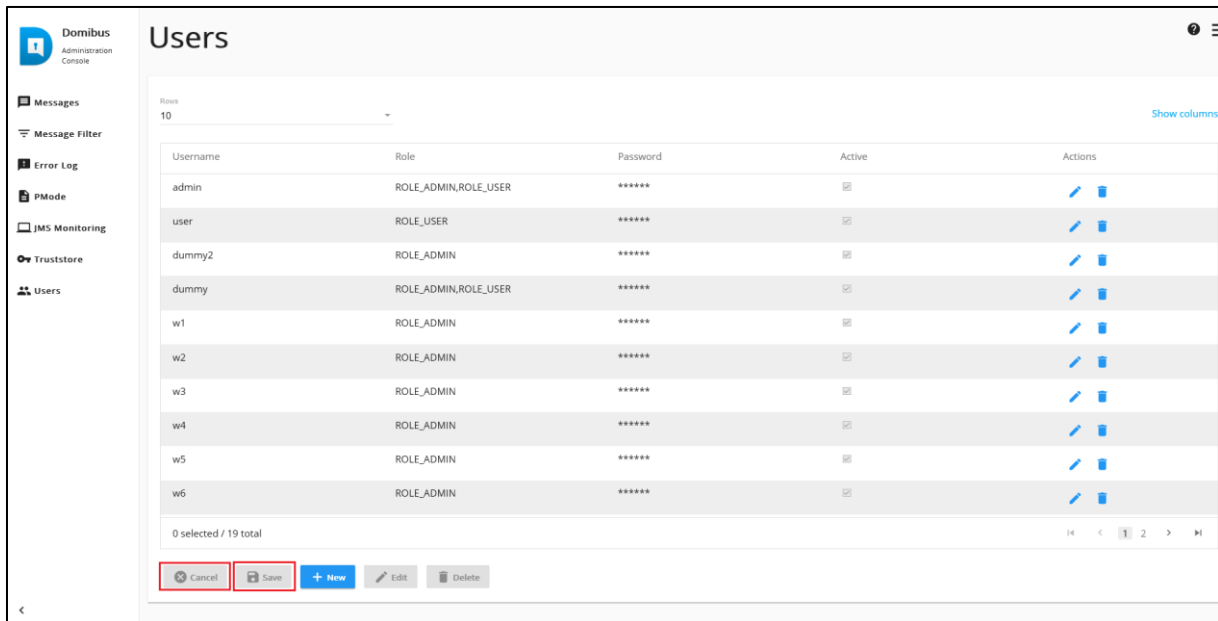 Domibus
Administration
Console
Users
Messages
Message Filter
Error Log
PMode
JMS Monitoring
Truststore
Users
Rows
10
Show columns
Username Role Password Active Actions
admin ROLE_ADMIN,ROLE_USER ******
user ROLE_USER ******
dummy2 ROLE_ADMIN ******
dummy ROLE_ADMIN,ROLE_USER ******
w1 ROLE_ADMIN ******
w2 ROLE_ADMIN ******
w3 ROLE_ADMIN ******
w4 ROLE_ADMIN ******
w5 ROLE_ADMIN ******
w6 ROLE_ADMIN ******
0 selected / 19 total 1 2
Cancel Save + New Edit Delete